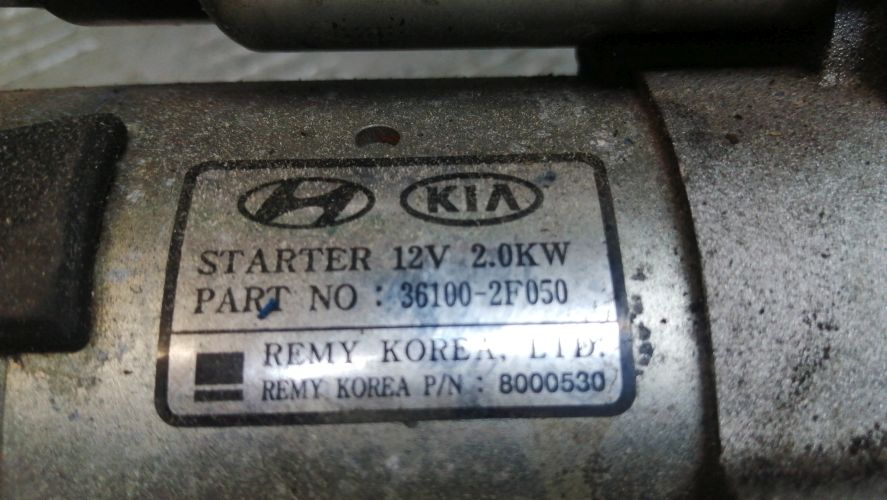 KIA
STARTER 12V 2.0KW
PART NO : 36100-2F050
REMY KOREA, LTD.
REMY KOREA P/N : 8000530